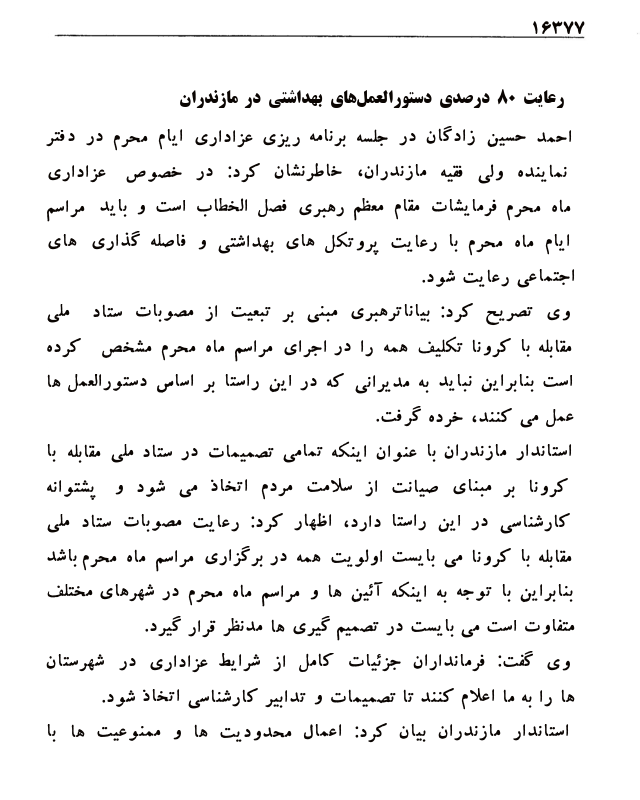 ۱۶۳۷۷
رعایت ۸۰ درصدی دستورالعمل‌های بهداشتی در مازندران
احمد حسین زادگان در جلسه برنامه ریزی عزاداری ایام محرم در دفتر
نماینده ولی فقیه مازندران، خاطرنشان کرد: در خصوص عزاداری
ماه محرم فرمایشات مقام معظم رهبری فصل الخطاب است و باید مراسم
ایام ماه محرم با رعایت پروتکل های بهداشتی و فاصله گذاری های
اجتماعی رعایت شود.
وی تصریح کرد: بیاناترهبری مبنی بر تبعیت از مصوبات ستاد ملی
مقابله با کرونا تکلیف همه را در اجرای مراسم ماه محرم مشخص کرده
است بنابراین نباید به مدیرانی که در این راستا بر اساس دستورالعمل ها
عمل می کنند، خرده گرفت.
استاندار مازندران با عنوان اینکه تمامی تصمیمات در ستاد ملی مقابله با
کرونا بر مبنای صیانت از سلامت مردم اتخاذ می شود و پشتوانه
کارشناسی در این راستا دارد، اظهار کرد: رعایت مصوبات ستاد ملی
مقابله با کرونا می بایست اولویت همه در برگزاری مراسم ماه محرم باشد
بنابراین با توجه به اینکه آئین ها و مراسم ماه محرم در شهرهای مختلف
متفاوت است می بایست در تصمیم گیری ها مدنظر قرار گیرد.
وی گفت: فرمانداران جزئیات کامل از شرایط عزاداری در شهرستان
ها را به ما اعلام کنند تا تصمیمات و تدابیر کارشناسی اتخاذ شود.
استاندار مازندران بیان کرد: اعمال محدودیت ها و ممنوعیت ها با